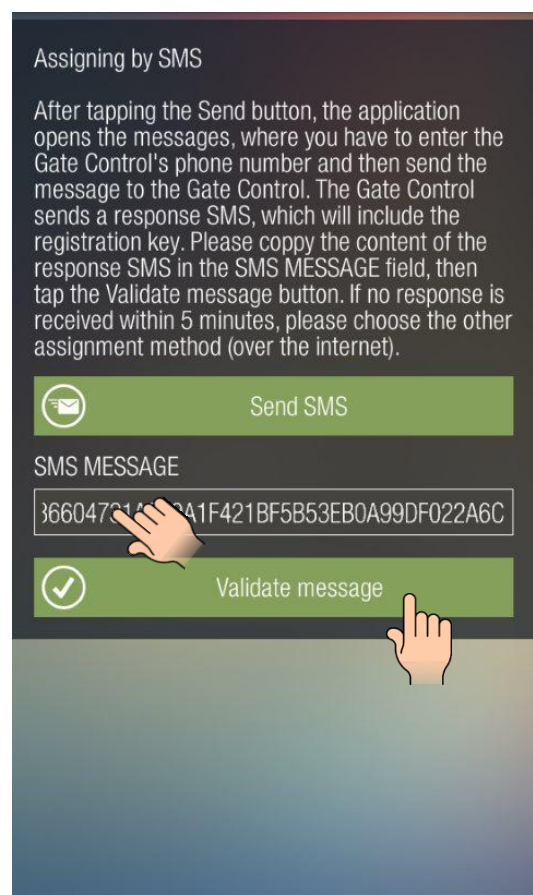 Assigning by SMS
After tapping the Send button, the application
opens the messages, where you have to enter the
Gate Control's phone number and then send the
message to the Gate Control. The Gate Control
sends a response SMS, which will include the
registration key. Please coppy the content of the
response SMS in the SMS MESSAGE field, then
tap the Validate message button. If no response is
received within 5 minutes, please choose the other
assignment method (over the internet).
Send SMS
SMS MESSAGE
A1F421BF5B53EB0A99DF022A6C
Validate message